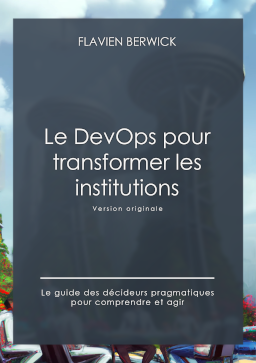 FLAVIEN BERWICK
Le DevOps pour
transformer les
institutions
Version originale
Le guide des décideurs pragmatiques
pour comprendre et agir